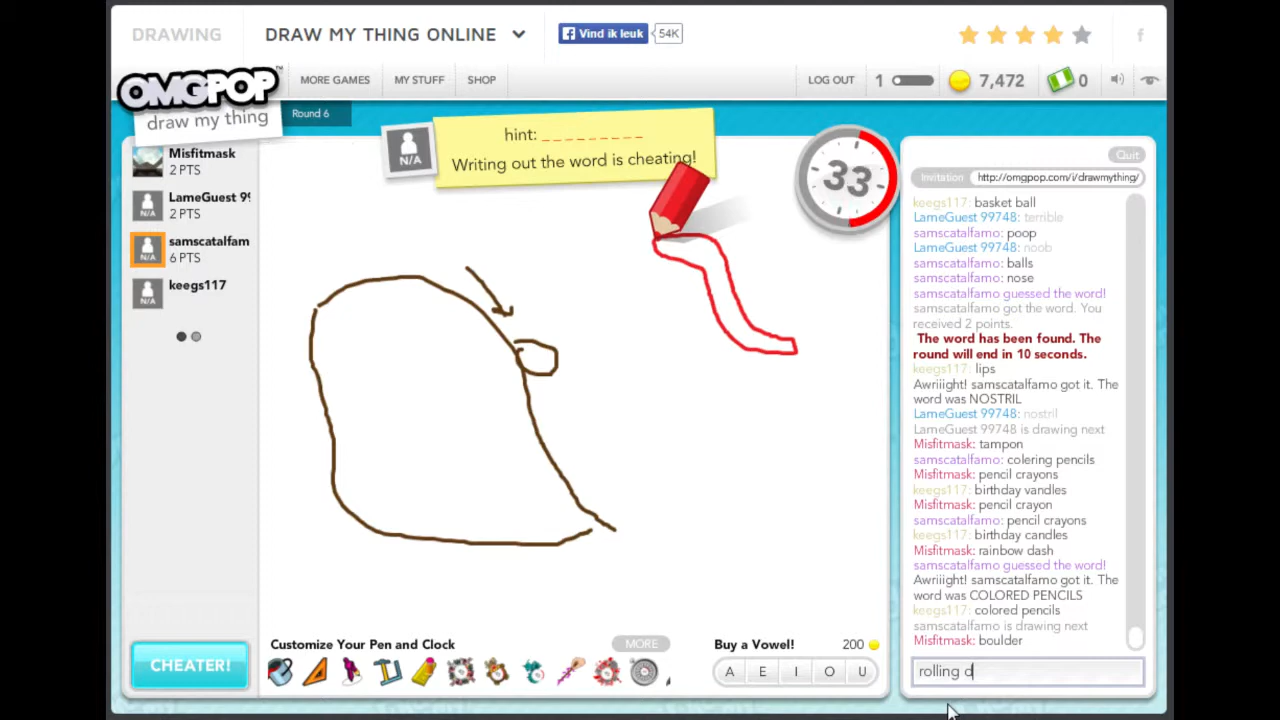 DRAWING
DRAW MY THING ONLINE
Vind ik leuk
54K
OMGPOP™
draw my thing
MORE GAMES
MY STUFF
SHOP
LOG OUT
1
7,472
0
Round 6
hint: _ _ _ _ _ _ _ _ _
Writing out the word is cheating!
N/A
33
Misfitmask
2 PTS
LameGuest 99
2 PTS
N/A
samscatalfam
6 PTS
N/A
keegs117
N/A
Quit
Invitation
http://omgpop.com/i/drawmything/
keegs117: basket ball
LameGuest 99748: terrible
samscatalfamo: poop
LameGuest 99748: noob
samscatalfamo: balls
samscatalfamo: nose
samscatalfamo guessed the word!
samscatalfamo got the word. You
received 2 points.
The word has been found. The
round will end in 10 seconds.
keegs117: lips
Awriiight! samscatalfamo got it. The
word was NOSTRIL
LameGuest 99748: nostril
LameGuest 99748 is drawing next
Misfitmask: tampon
samscatalfamo: colering pencils
Misfitmask: pencil crayons
keegs117: birthday vandles
Misfitmask: pencil crayon
samscatalfamo: pencil crayons
keegs117: birthday candles
Misfitmask: rainbow dash
samscatalfamo guessed the word!
Awriiight! samscatalfamo got it. The
word was COLORED PENCILS
keegs117: colored pencils
samscatalfamo is drawing next
Misfitmask: boulder
rolling d
CHEATER!
Customize Your Pen and Clock
MORE
Buy a Vowel!
200
A E I O U